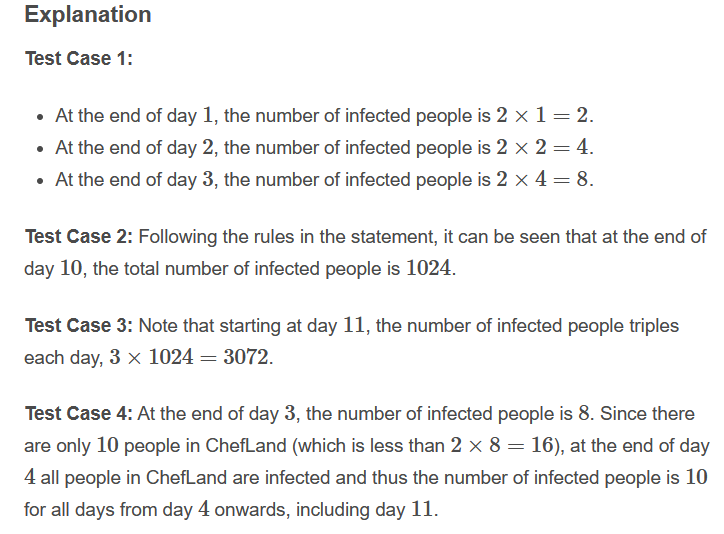 Explanation
Test Case 1:
• At the end of day 1, the number of infected people is 2 × 1 = 2.
• At the end of day 2, the number of infected people is 2 × 2 = 4.
• At the end of day 3, the number of infected people is 2 × 4 = 8.
Test Case 2: Following the rules in the statement, it can be seen that at the end of
day 10, the total number of infected people is 1024.
Test Case 3: Note that starting at day 11, the number of infected people triples
each day, 3 × 1024 = 3072.
Test Case 4: At the end of day 3, the number of infected people is 8. Since there
are only 10 people in ChefLand (which is less than 2 × 8 = 16), at the end of day
4 all people in ChefLand are infected and thus the number of infected people is 10
for all days from day 4 onwards, including day 11.